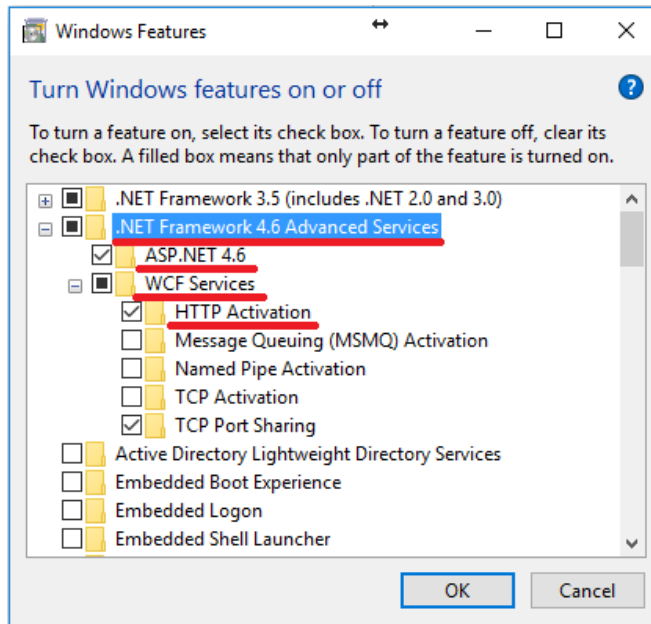 Windows Features
Turn Windows features on or off
To turn a feature on, select its check box. To turn a feature off, clear its
check box. A filled box means that only part of the feature is turned on.
.NET Framework 3.5 (includes .NET 2.0 and 3.0)
.NET Framework 4.6 Advanced Services
ASP.NET 4.6
WCF Services
HTTP Activation
Message Queuing (MSMQ) Activation
Named Pipe Activation
TCP Activation
TCP Port Sharing
Active Directory Lightweight Directory Services
Embedded Boot Experience
Embedded Logon
Embedded Shell Launcher
OK
Cancel